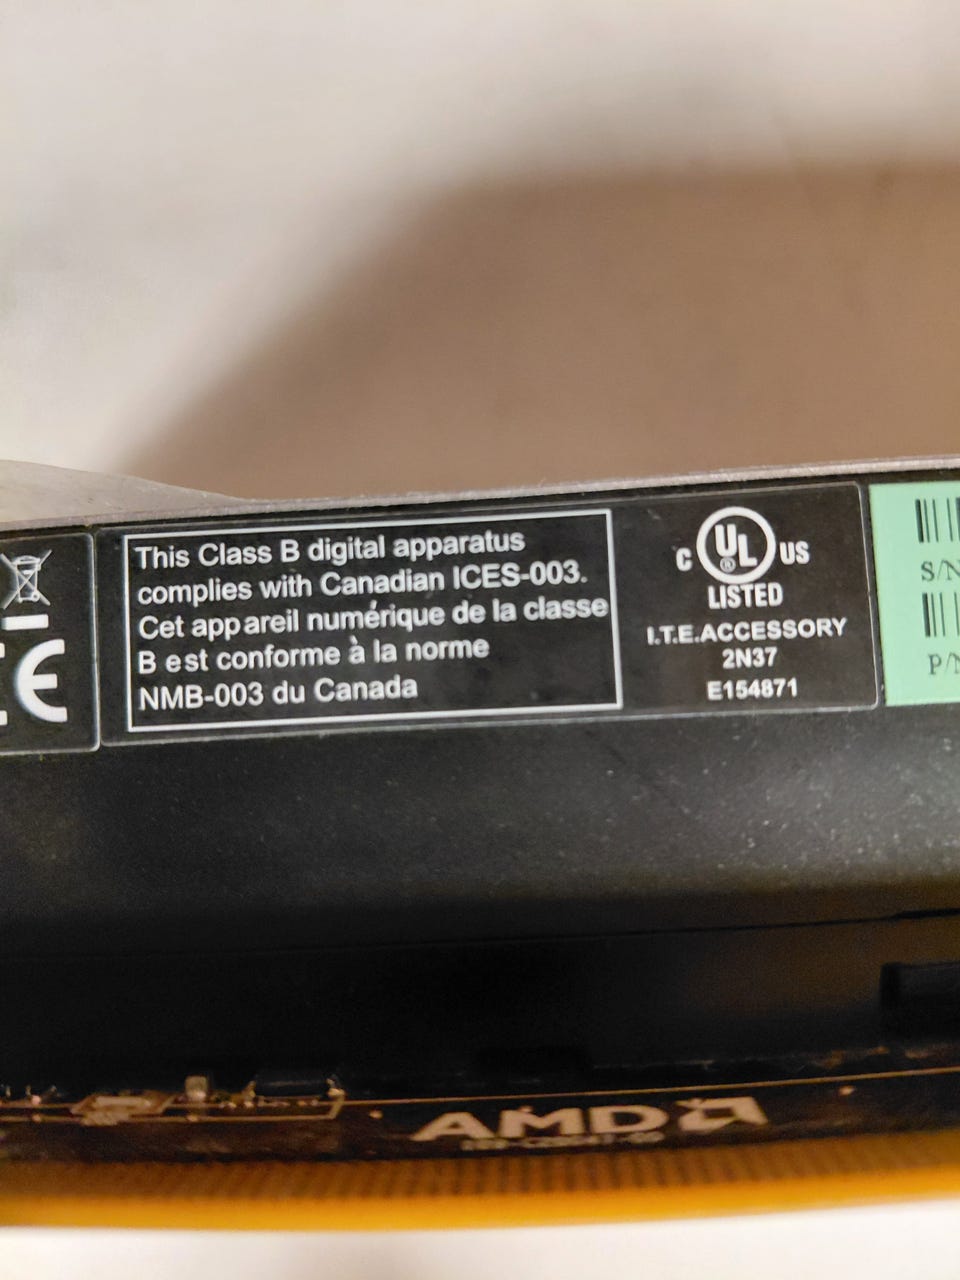 This Class B digital apparatus
complies with Canadian ICES-003.
Cet appareil numérique de la classe
B est conforme à la norme
NMB-003 du Canada
C UL® US
LISTED
I.T.E.ACCESSORY
2N37
E154871
CE
S/N
P/N
AMD